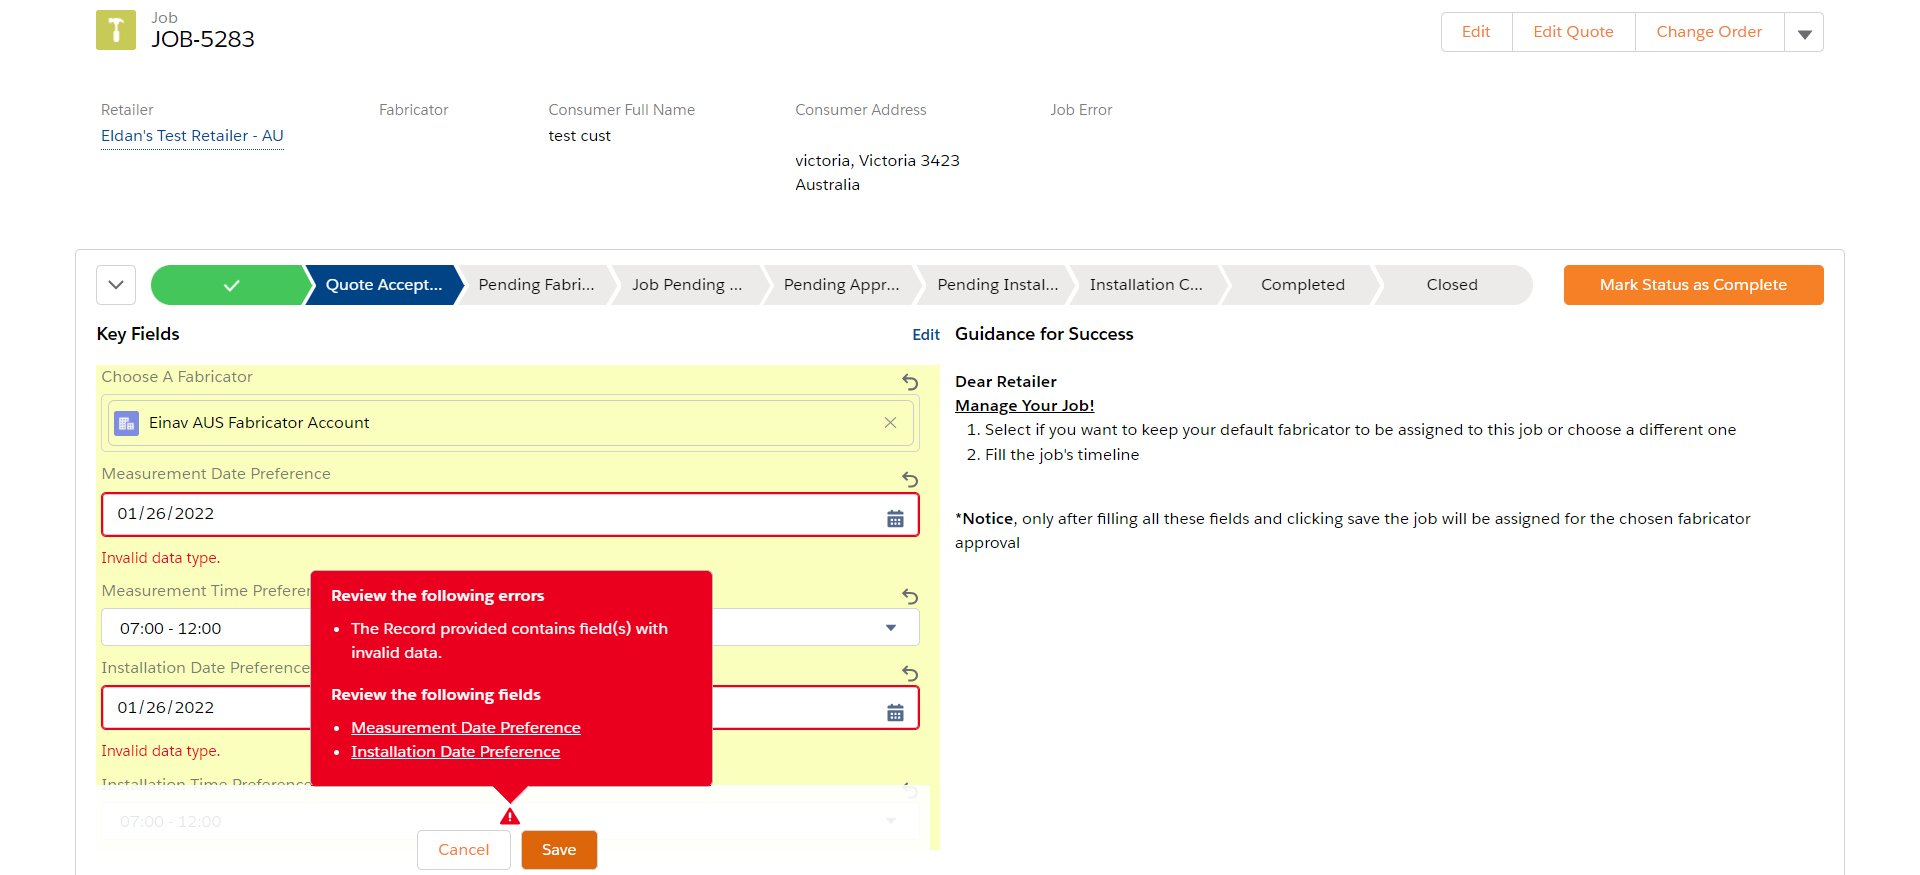 Job
JOB-5283
Edit
Edit Quote
Change Order
Retailer
Fabricator
Consumer Full Name
Consumer Address
Job Error
Eldan's Test Retailer - AU
test cust
victoria, Victoria 3423
Australia
Quote Accept...
Pending Fabri...
Job Pending ...
Pending Appr...
Pending Instal...
Installation C...
Completed
Closed
Mark Status as Complete
Key Fields
Edit
Choose A Fabricator
Einav AUS Fabricator Account
Measurement Date Preference
01/26/2022
Invalid data type.
Measurement Time Prefere
07:00 - 12:00
Installation Date Preference
01/26/2022
Invalid data type.
Installation Time Preference
07:00 - 12:00
Review the following errors
• The Record provided contains field(s) with
invalid data.
Review the following fields
• Measurement Date Preference
• Installation Date Preference
Cancel
Save
Guidance for Success
Dear Retailer
Manage Your Job!
1. Select if you want to keep your default fabricator to be assigned to this job or choose a different one
2. Fill the job's timeline
*Notice, only after filling all these fields and clicking save the job will be assigned for the chosen fabricator
approval